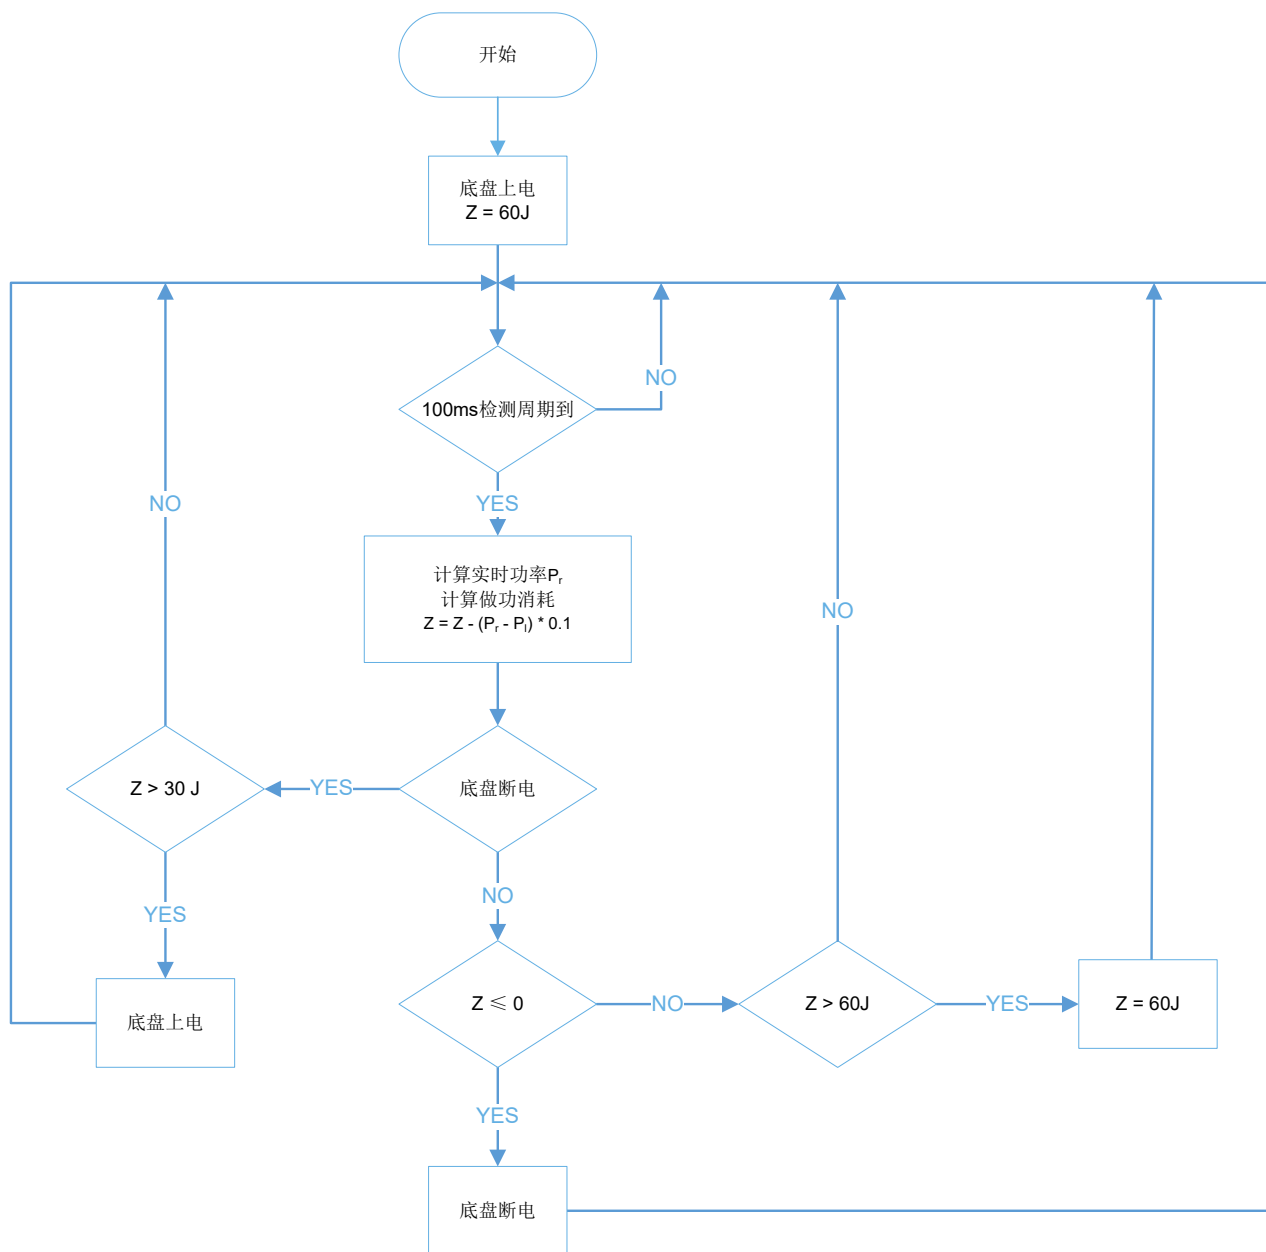 开始
底盘上电
Z = 60J
NO
100ms检测周期到
YES
NO
计算实时功率Pr
计算做功消耗
Z = Z - (Pr - Pl) * 0.1
NO
Z > 30 J
YES
底盘断电
YES
NO
底盘上电
Z ≤ 0
NO
Z > 60J
YES
Z = 60J
YES
底盘断电